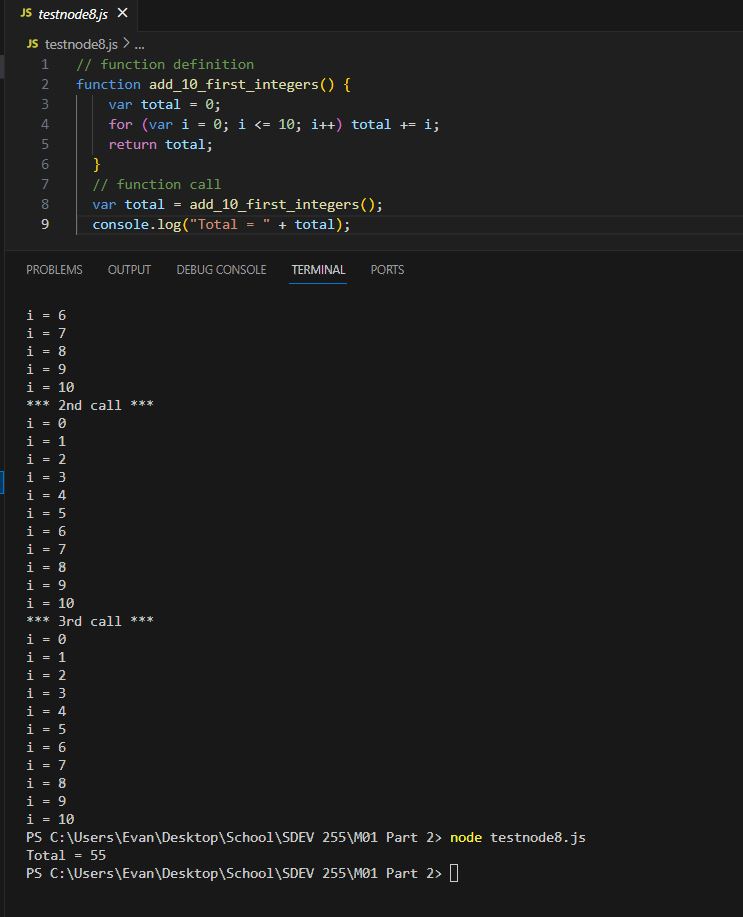 JS testnode8.js ✕
JS testnode8.js > ...
1 // function definition
2 function add_10_first_integers() {
3 var total = 0;
4 for (var i = 0; i <= 10; i++) total += i;
5 return total;
6 }
7 // function call
8 var total = add_10_first_integers();
9 console.log("Total = " + total);
PROBLEMS OUTPUT DEBUG CONSOLE TERMINAL PORTS
i = 6
i = 7
i = 8
i = 9
i = 10
*** 2nd call ***
i = 0
i = 1
i = 2
i = 3
i = 4
i = 5
i = 6
i = 7
i = 8
i = 9
i = 10
*** 3rd call ***
i = 0
i = 1
i = 2
i = 3
i = 4
i = 5
i = 6
i = 7
i = 8
i = 9
i = 10
PS C:\Users\Evan\Desktop\School\SDEV 255\M01 Part 2> node testnode8.js
Total = 55
PS C:\Users\Evan\Desktop\School\SDEV 255\M01 Part 2>